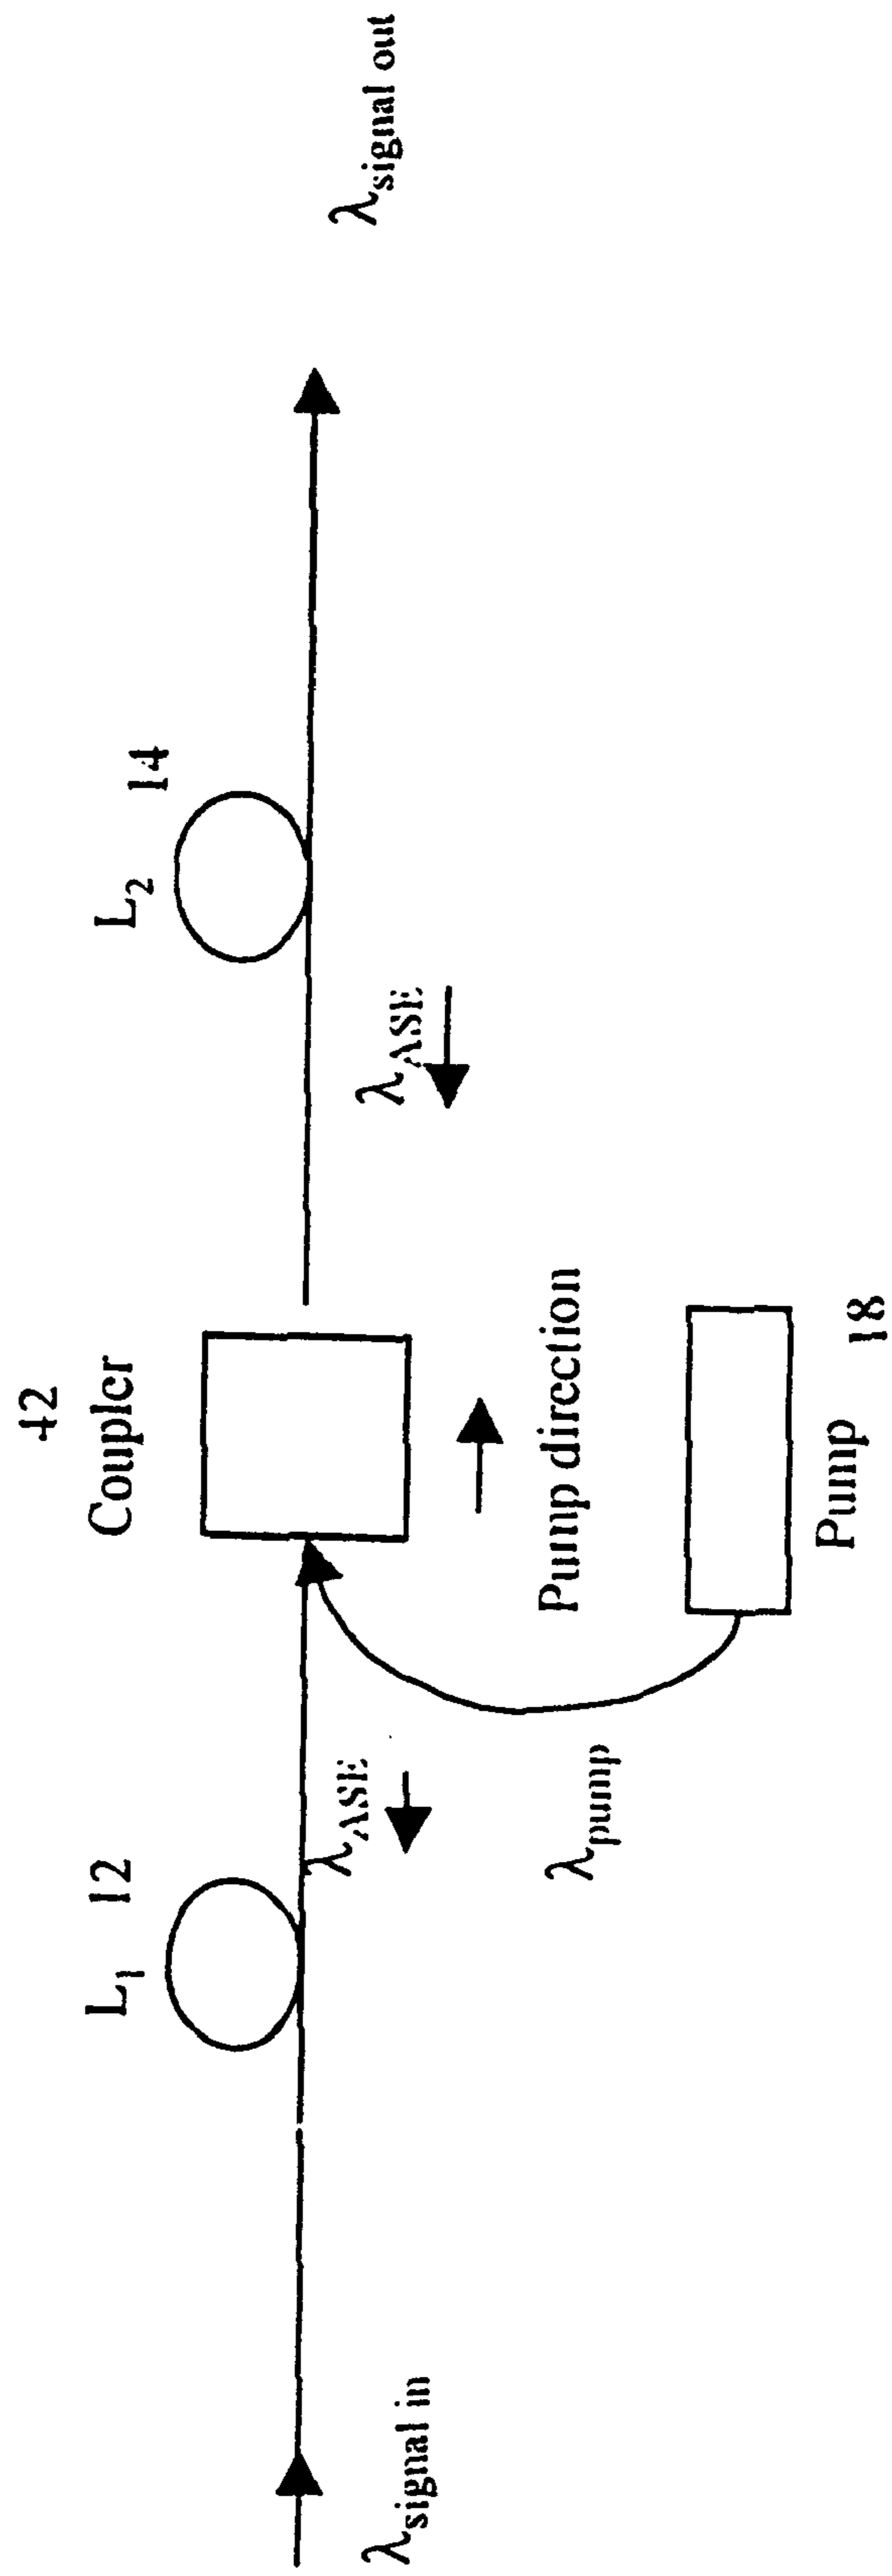 42
Coupler
L₁ 12
L₂ 14
λsignal in
λASE
λASE
λsignal out
Pump direction
λpump
Pump
18